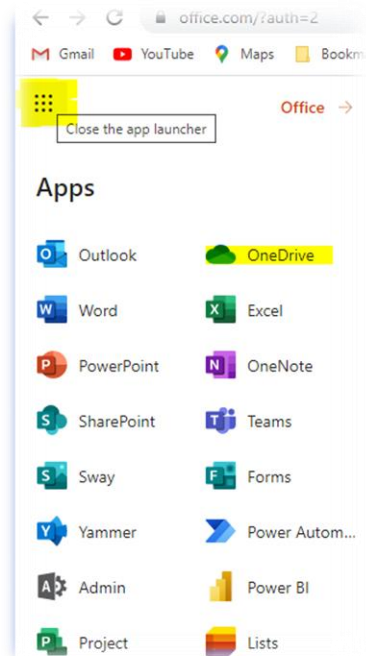 office.com/?auth=2
Gmail YouTube Maps Bookm
Office →
Close the app launcher
Apps
Outlook OneDrive
Word Excel
PowerPoint OneNote
SharePoint Teams
Sway Forms
Yammer Power Autom...
Admin Power BI
Project Lists